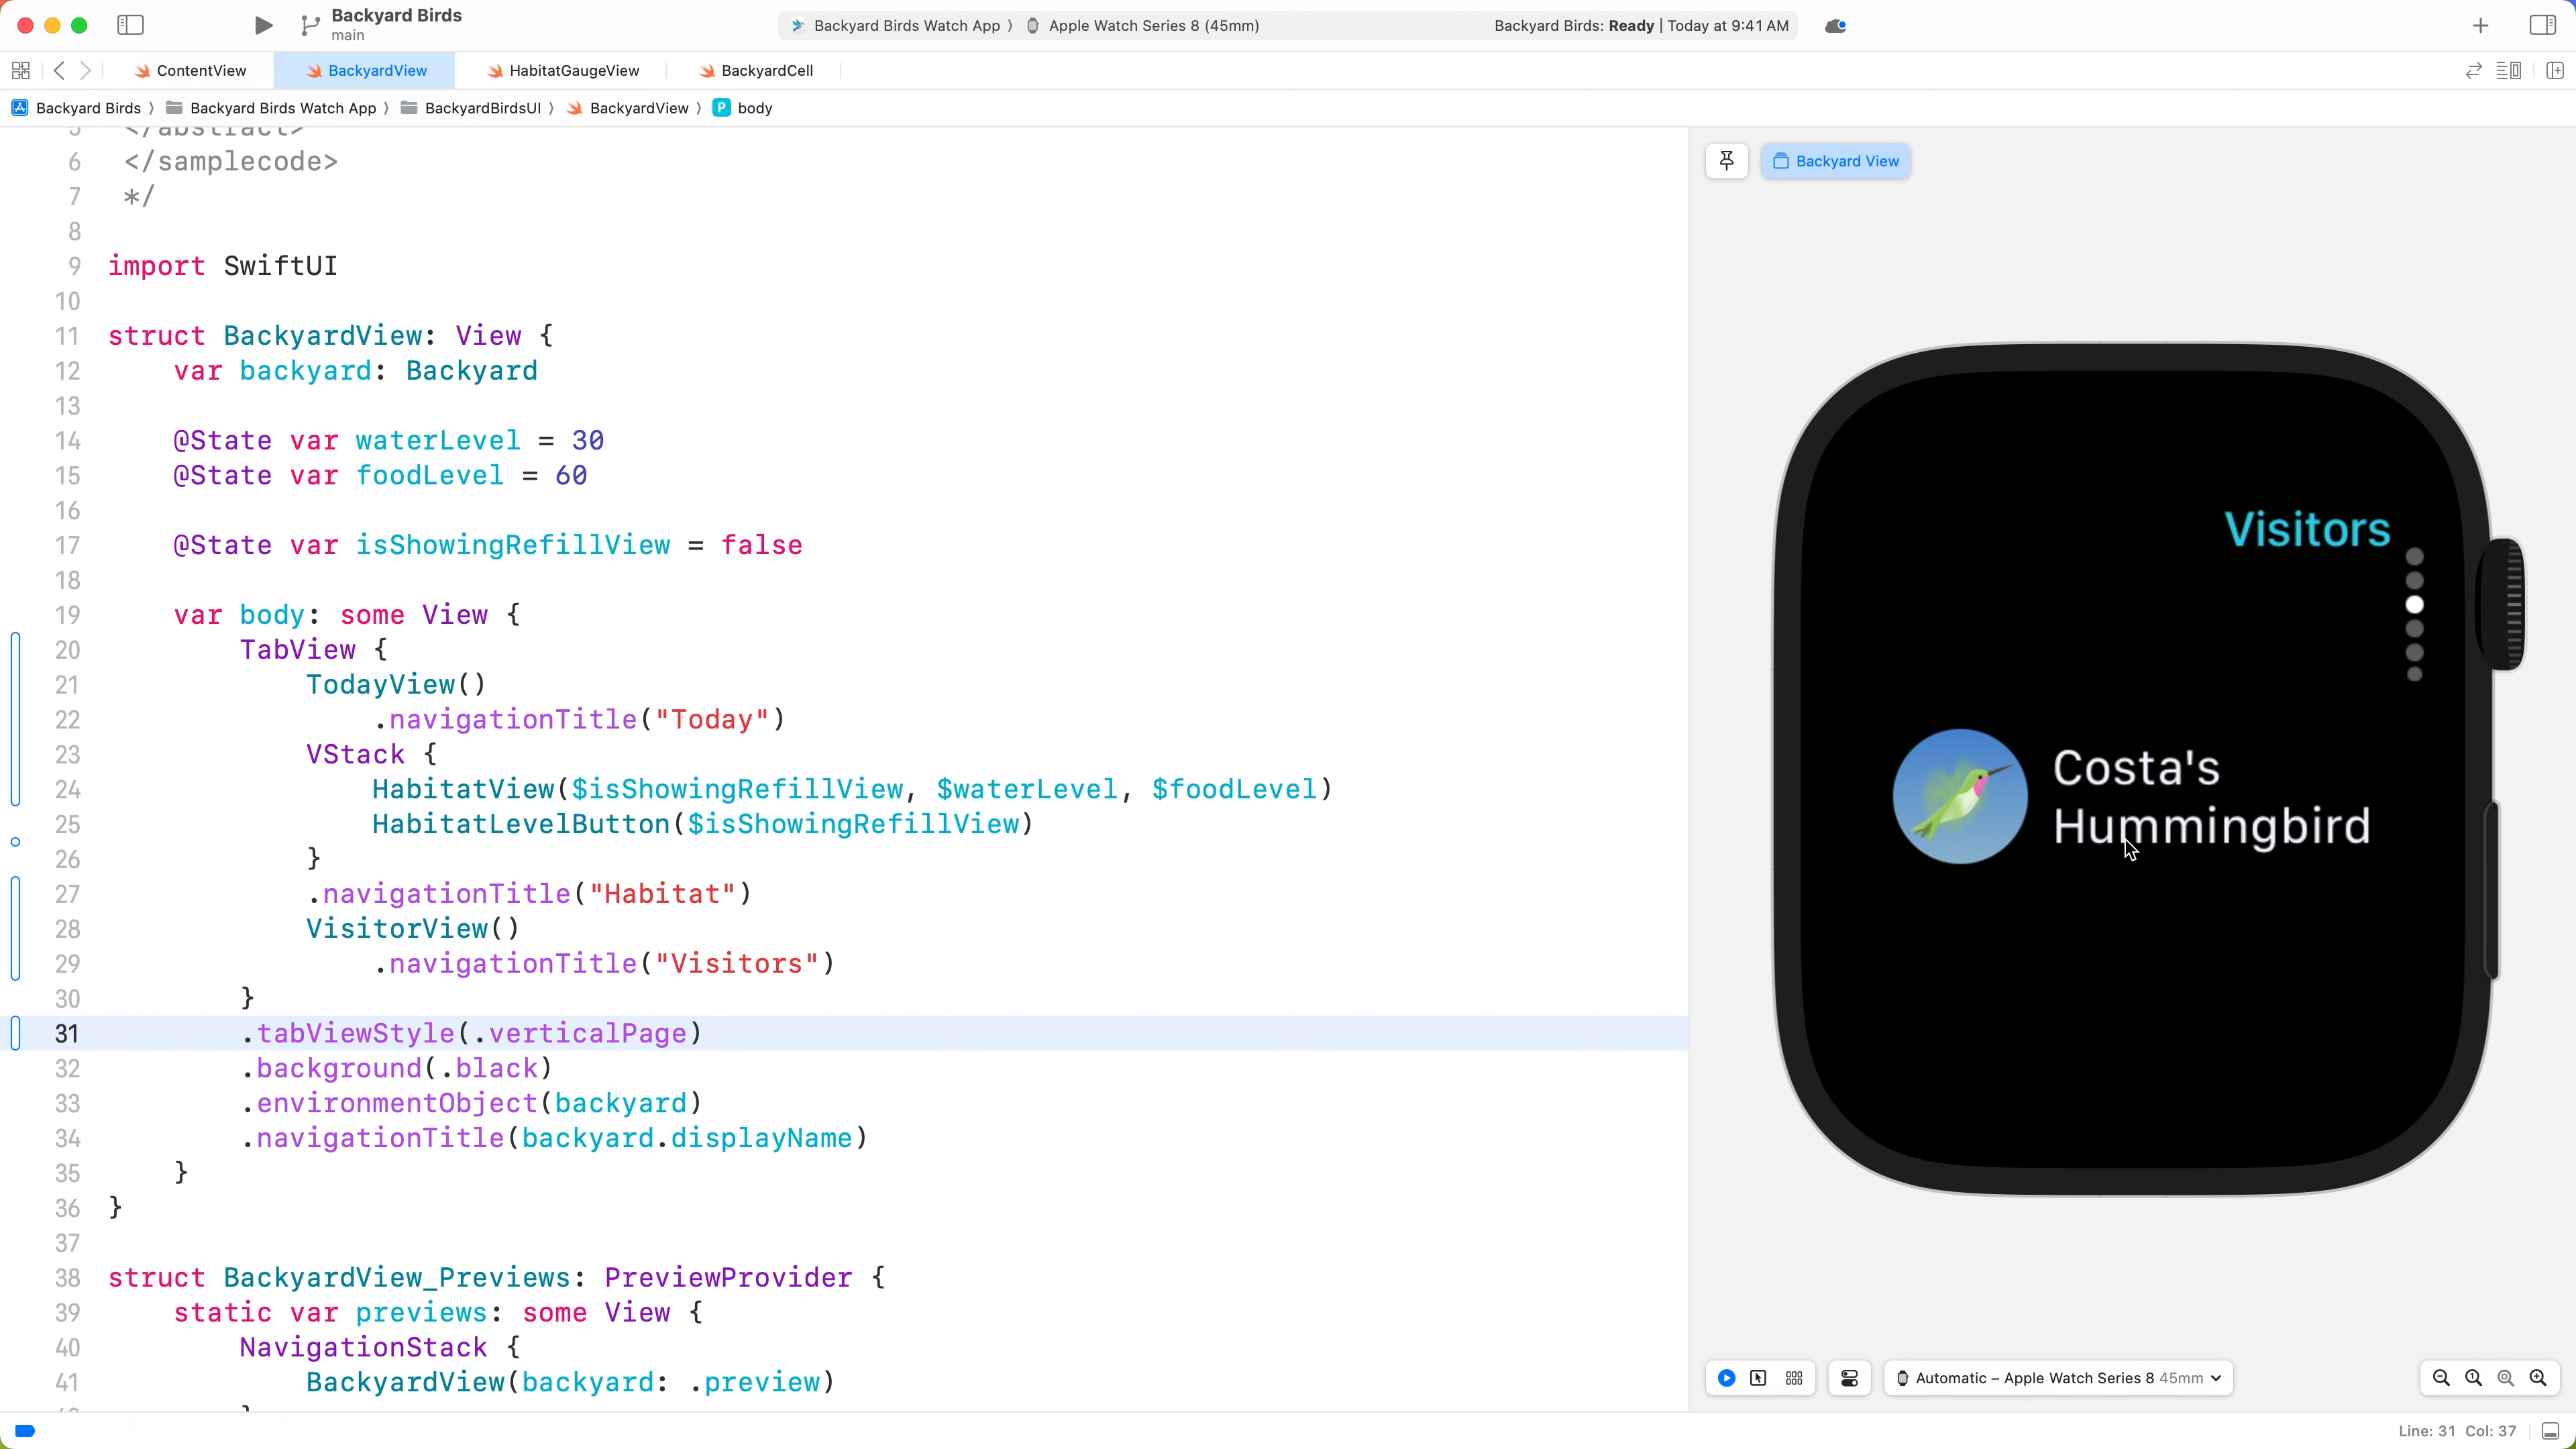 Backyard Birds
main
Backyard Birds Watch App 〉 Apple Watch Series 8 (45mm)
Backyard Birds: Ready | Today at 9:41 AM
ContentView
BackyardView
HabitatGaugeView
BackyardCell
Backyard Birds 〉 Backyard Birds Watch App 〉 BackyardBirdsUI 〉 BackyardView 〉 P body
5 </abstract>
6 </samplecode>
7 */
8
9 import SwiftUI
10
11 struct BackyardView: View {
12 var backyard: Backyard
13
14 @State var waterLevel = 30
15 @State var foodLevel = 60
16
17 @State var isShowingRefillView = false
18
19 var body: some View {
20 TabView {
21 TodayView()
22 .navigationTitle("Today")
23 VStack {
24 HabitatView($isShowingRefillView, $waterLevel, $foodLevel)
25 HabitatLevelButton($isShowingRefillView)
26 }
27 .navigationTitle("Habitat")
28 VisitorView()
29 .navigationTitle("Visitors")
30 }
31 .tabViewStyle(.verticalPage)
32 .background(.black)
33 .environmentObject(backyard)
34 .navigationTitle(backyard.displayName)
35 }
36 }
37
38 struct BackyardView_Previews: PreviewProvider {
39 static var previews: some View {
40 NavigationStack {
41 BackyardView(backyard: .preview)
Backyard View
Visitors
Costa's
Hummingbird
Automatic – Apple Watch Series 8 45mm
Line: 31 Col: 37